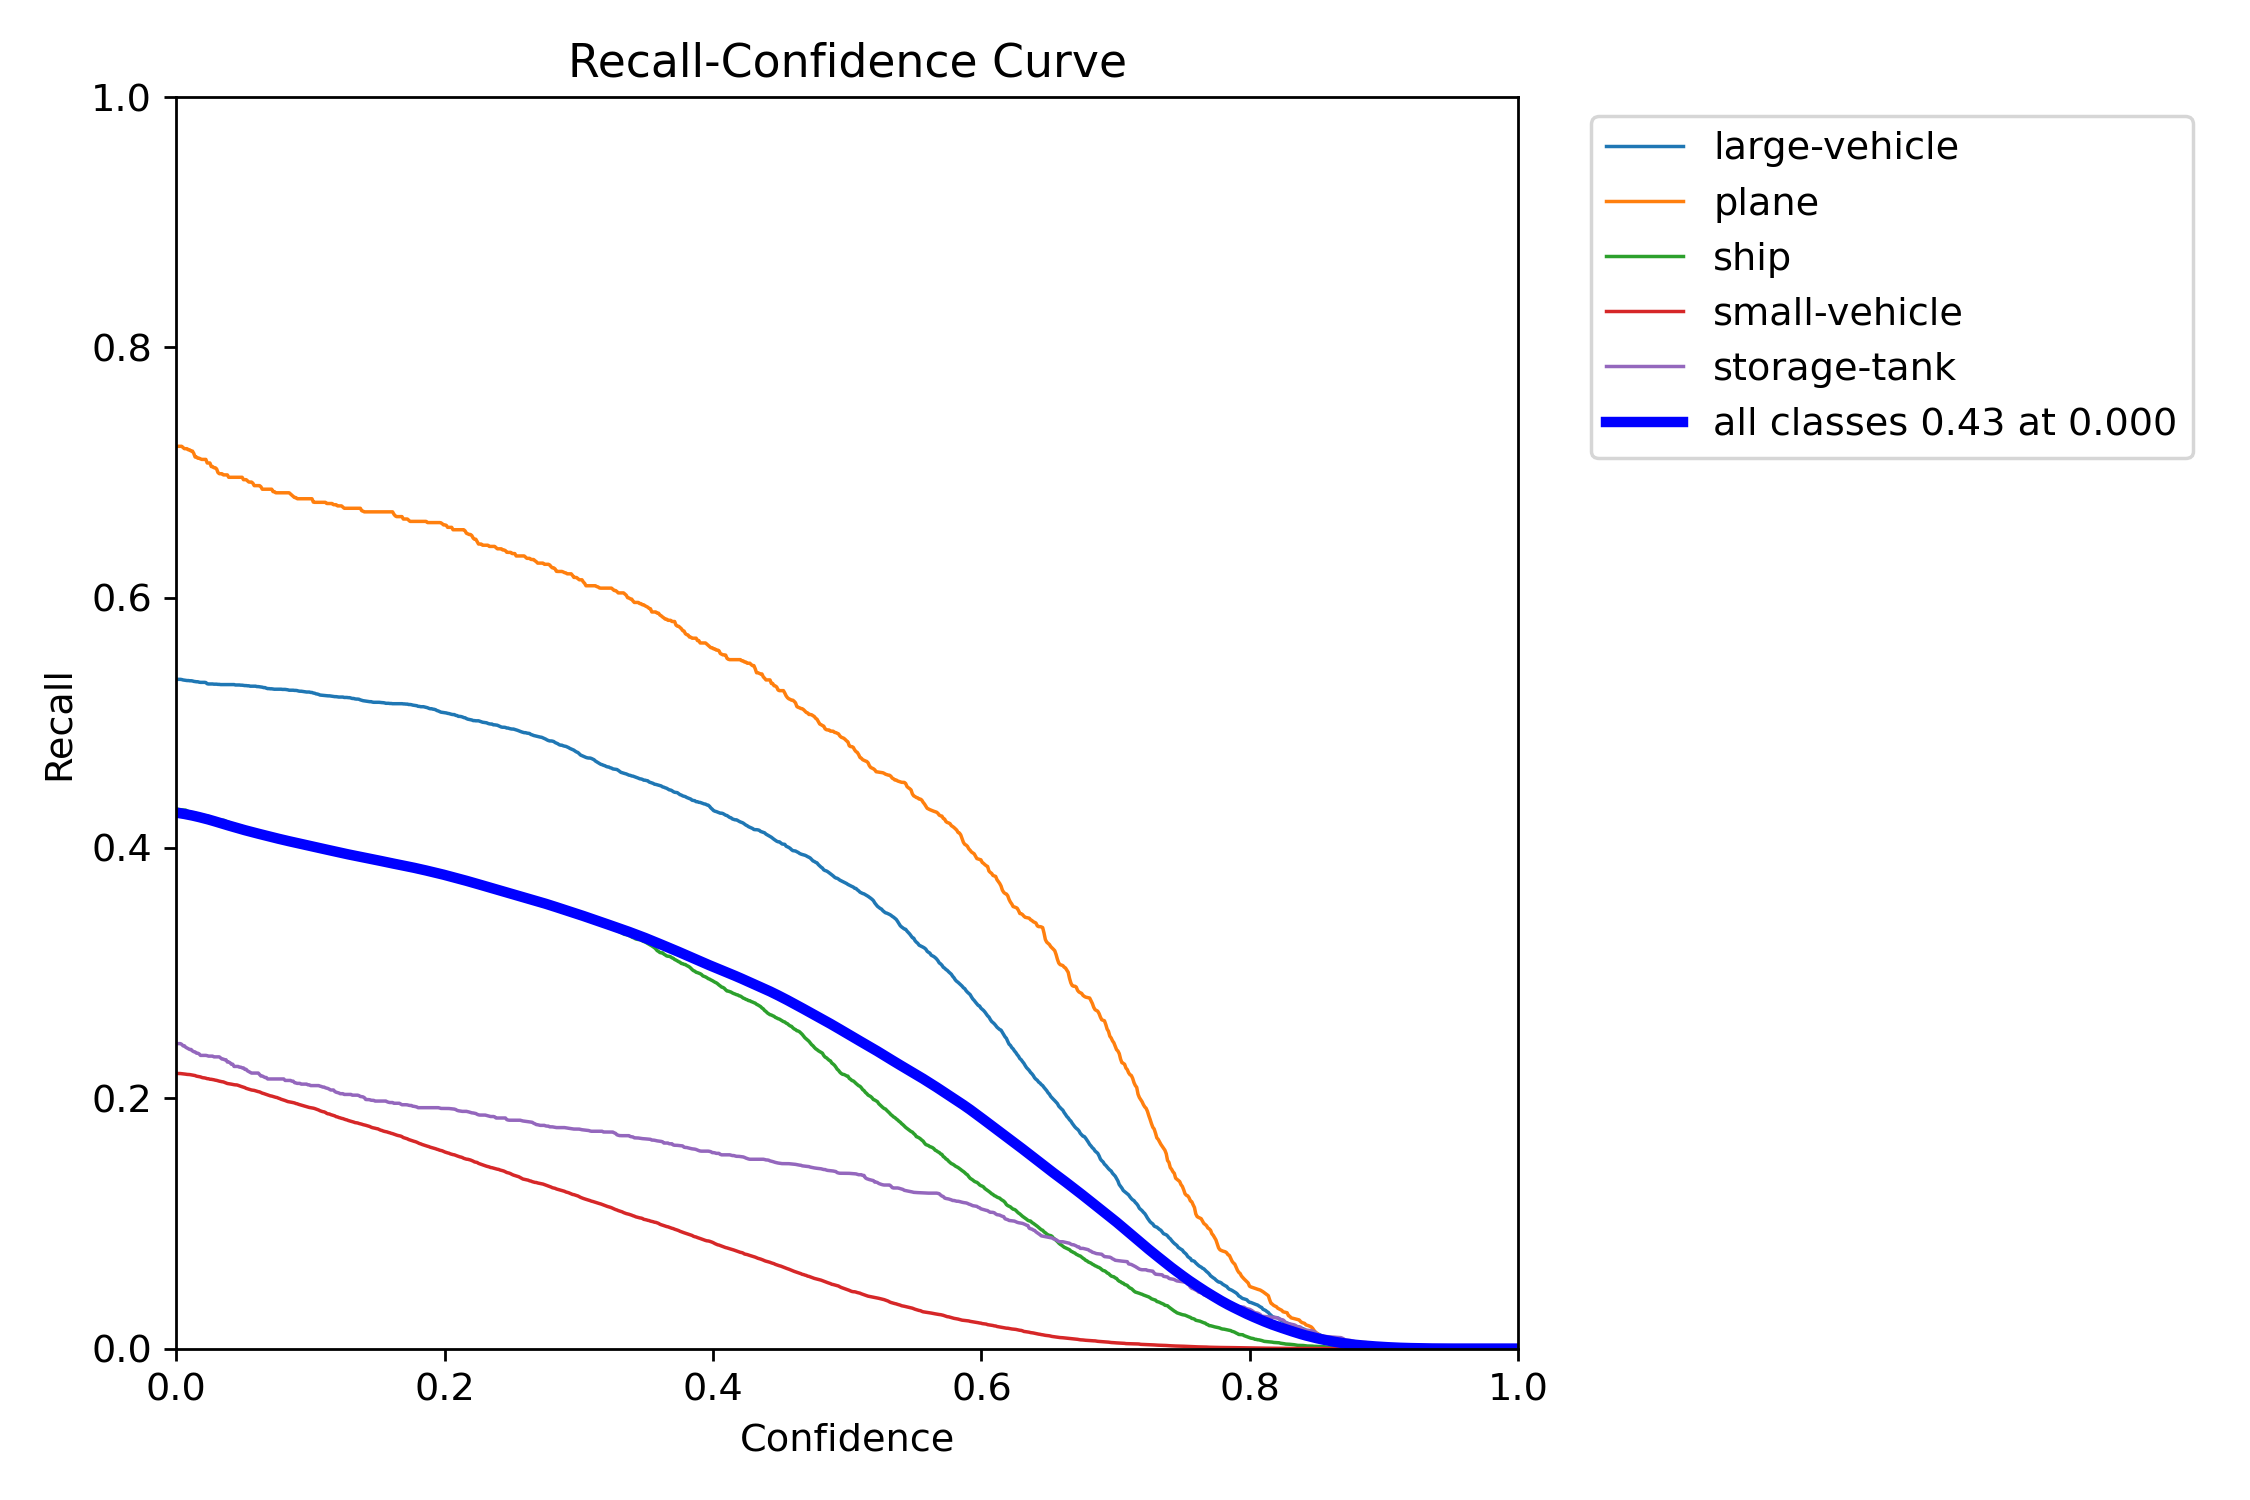 Recall-Confidence Curve
1.0
0.8
0.6
0.4
0.2
0.0
Recall
0.0 0.2 0.4 0.6 0.8 1.0
Confidence
large-vehicle
plane
ship
small-vehicle
storage-tank
all classes 0.43 at 0.000